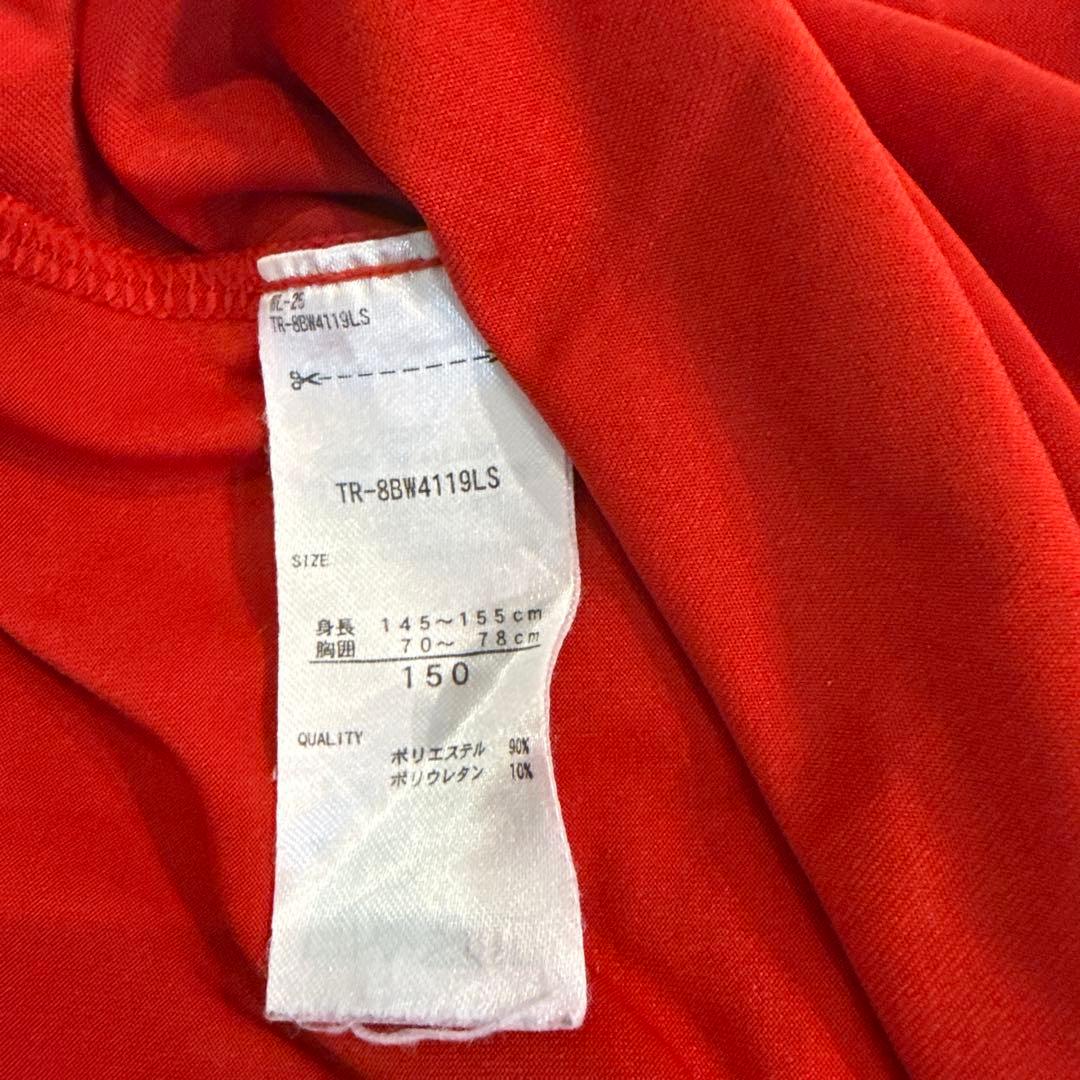 TR-8BW4119LS
TR-8BW4119LS
SIZE
身長 145～155cm
胸囲 70～ 78cm
150
QUALITY
ポリエステル 90%
ポリウレタン 10%